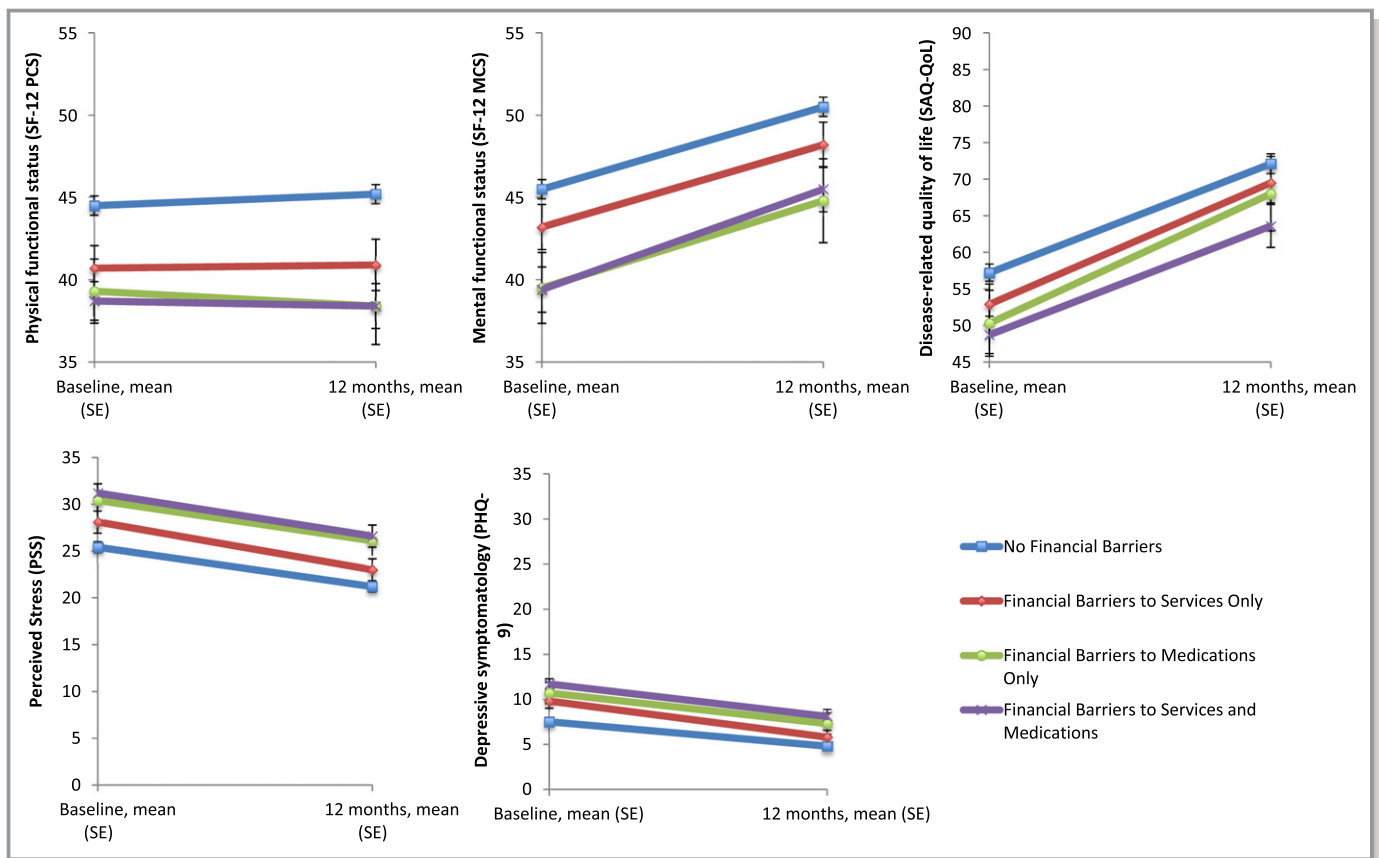 Physical functional status (SF-12 PCS)
55
50
45
40
35
Baseline, mean
(SE)
12 months, mean
(SE)
Mental functional status (SF-12 MCS)
55
50
45
40
35
Baseline, mean
(SE)
12 months, mean
(SE)
Disease-related quality of life (SAQ-QoL)
90
85
80
75
70
65
60
55
50
45
Baseline, mean
(SE)
12 months, mean
(SE)
Perceived Stress (PSS)
35
30
25
20
15
10
5
0
Baseline, mean
(SE)
12 months, mean
(SE)
Depressive symptomatology (PHQ-
9)
35
30
25
20
15
10
5
0
Baseline, mean (SE)
12 months, mean (SE)
No Financial Barriers
Financial Barriers to Services Only
Financial Barriers to Medications
Only
Financial Barriers to Services and
Medications